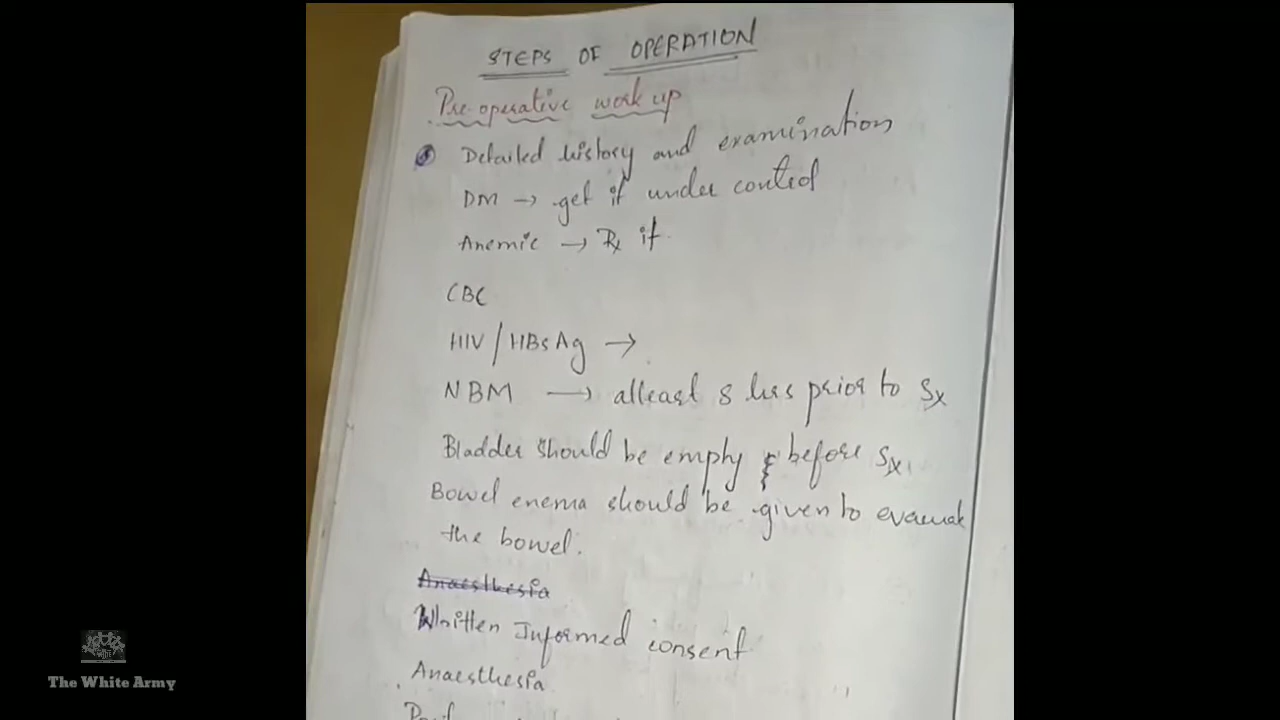 STEPS OF OPERATION
Pre-operative work up
Detailed history and examination
DM → get it under control
Anemic → Rx it
CBC
HIV / HBsAg →
NBM → atleast 8 hrs prior to Sx
Bladder should be empty before Sx
Bowel enema should be given to evacuate
the bowel.
Anaesthesia
Written Informed consent
Anaesthesia
The White Army